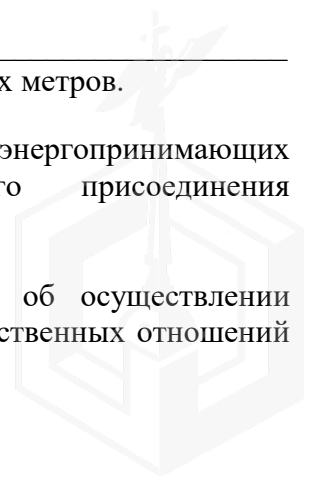 х метров.
энергопринимающих
го присоединения
об осуществлении
ственных отношений